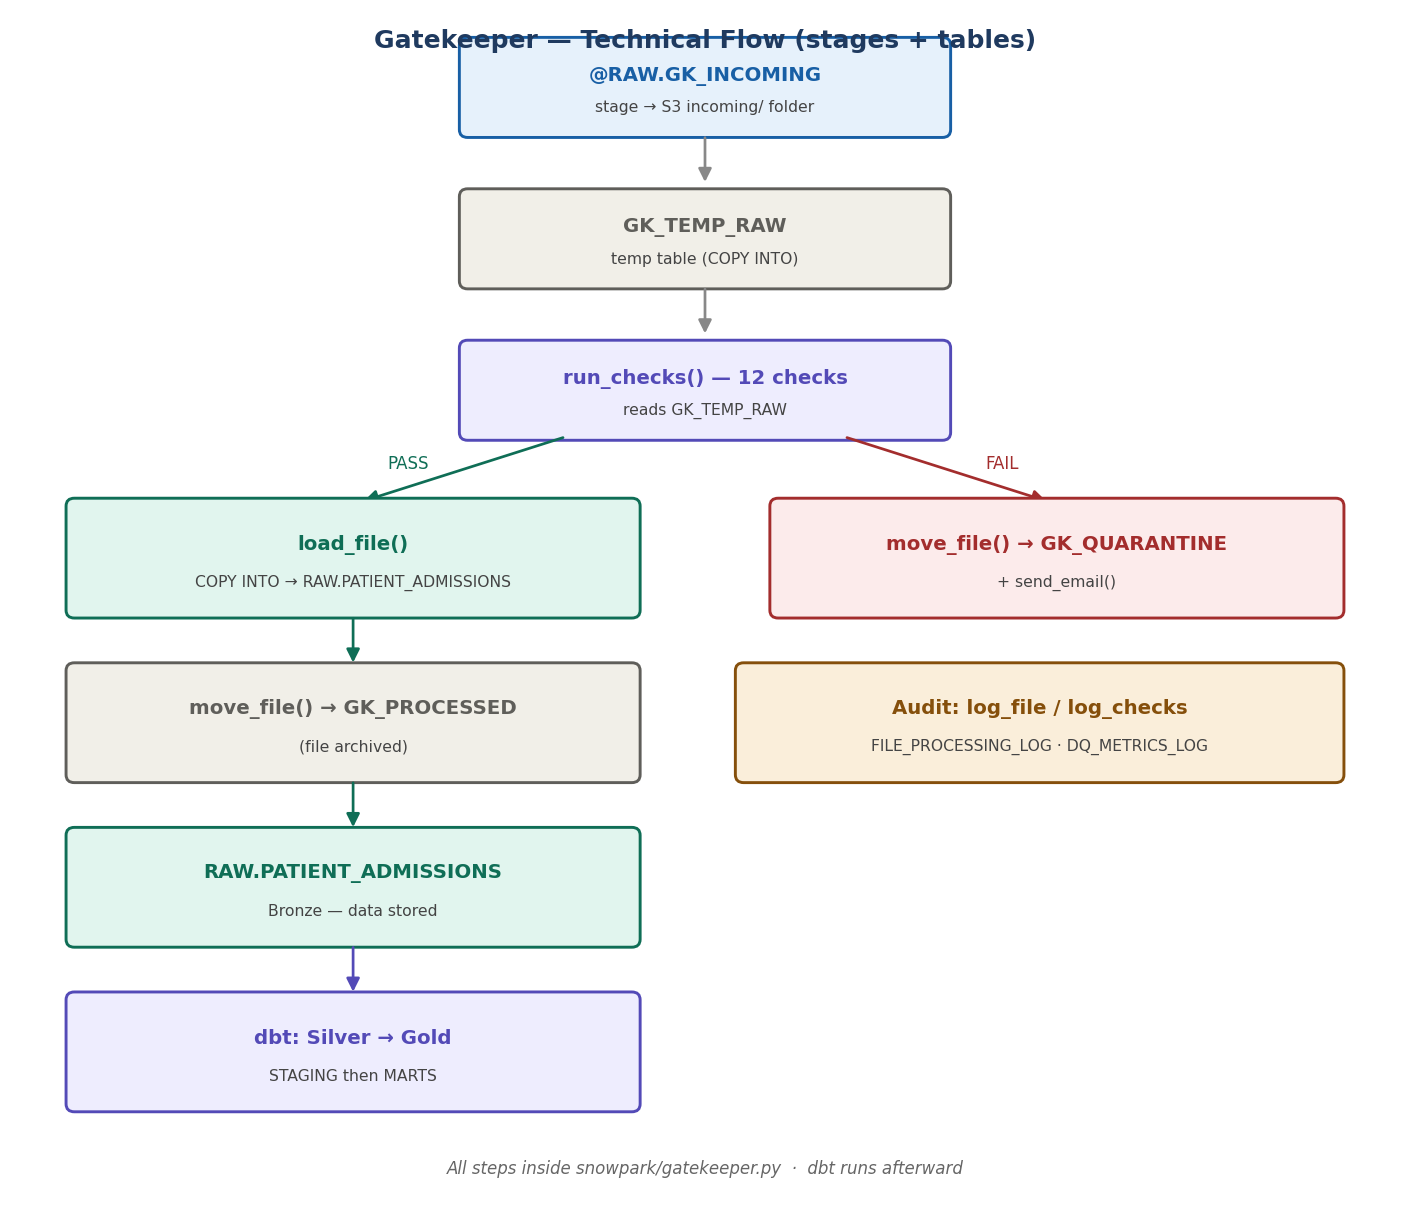 Gatekeeper — Technical Flow (stages + tables)
@RAW.GK_INCOMING
stage → S3 incoming/ folder
GK_TEMP_RAW
temp table (COPY INTO)
run_checks() — 12 checks
reads GK_TEMP_RAW
PASS
FAIL
load_file()
COPY INTO → RAW.PATIENT_ADMISSIONS
move_file() → GK_QUARANTINE
+ send_email()
move_file() → GK_PROCESSED
(file archived)
Audit: log_file / log_checks
FILE_PROCESSING_LOG · DQ_METRICS_LOG
RAW.PATIENT_ADMISSIONS
Bronze — data stored
dbt: Silver → Gold
STAGING then MARTS
All steps inside snowpark/gatekeeper.py · dbt runs afterward